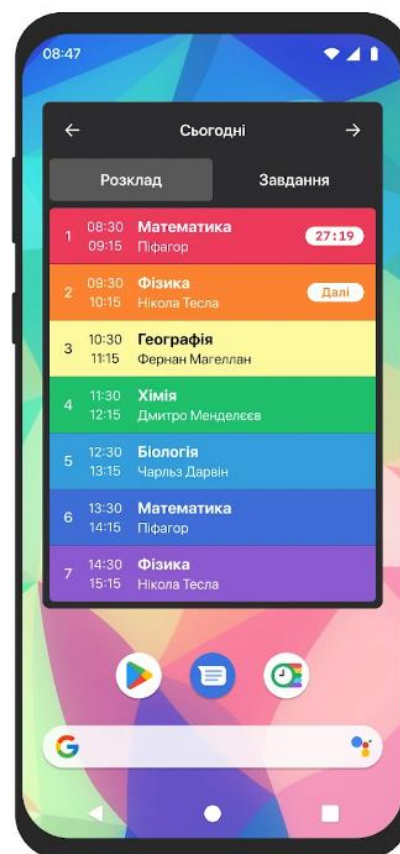 08:47
← Сьогодні →
Розклад Завдання
1 08:30 Математика 27:19
09:15 Піфагор
2 09:30 Фізика Далі
10:15 Нікола Тесла
3 10:30 Географія
11:15 Фернан Магеллан
4 11:30 Хімія
12:15 Дмитро Менделєєв
5 12:30 Біологія
13:15 Чарльз Дарвін
6 13:30 Математика
14:15 Піфагор
7 14:30 Фізика
15:15 Нікола Тесла